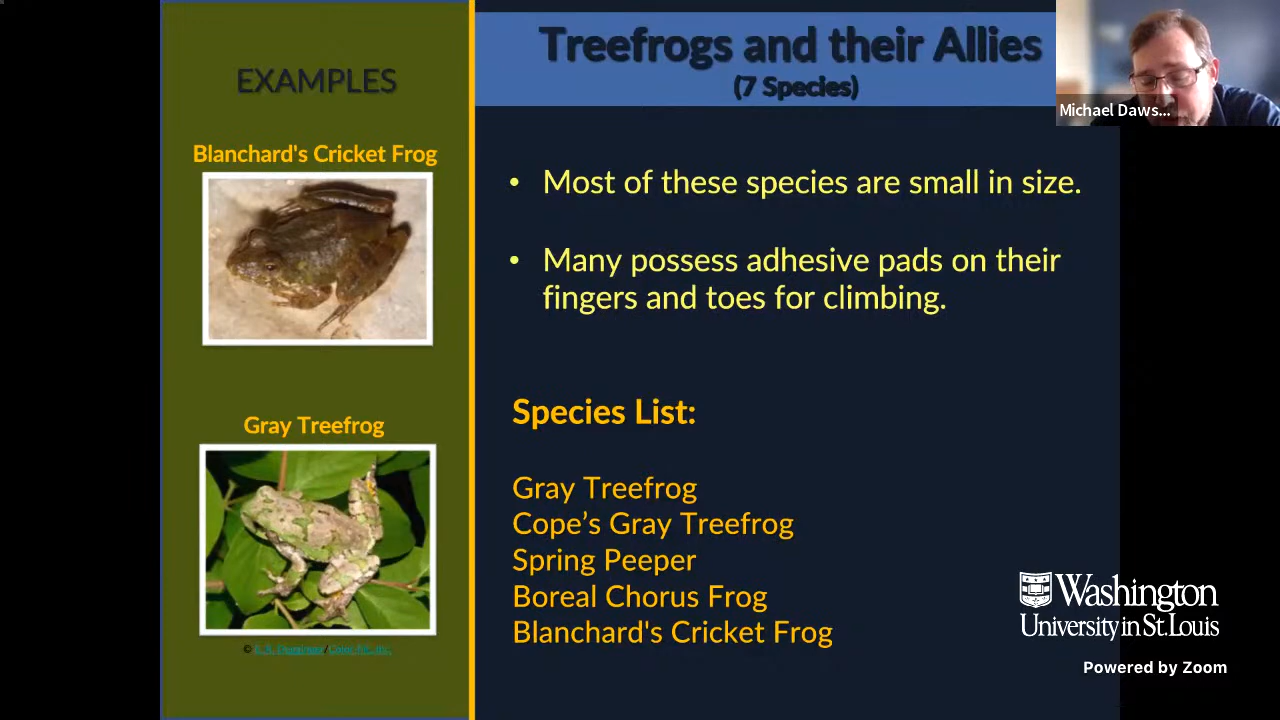 EXAMPLES
Blanchard's Cricket Frog
Gray Treefrog
©
Treefrogs and their Allies
(7 Species)
• Most of these species are small in size.
• Many possess adhesive pads on their
fingers and toes for climbing.
Species List:
Gray Treefrog
Cope’s Gray Treefrog
Spring Peeper
Boreal Chorus Frog
Blanchard's Cricket Frog
Michael Daws...
Washington
University in St. Louis
Powered by Zoom